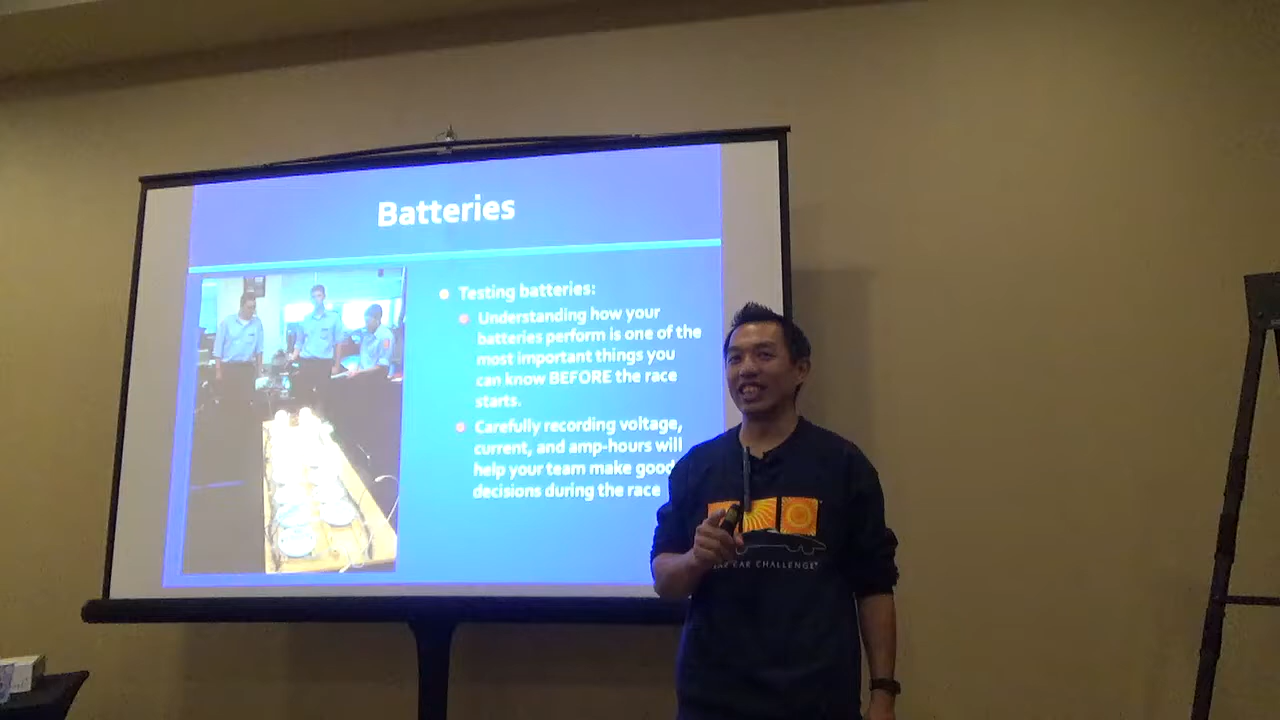 Batteries
Testing batteries:
Understanding how your
batteries perform is one of the
most important things you
can know BEFORE the race
starts.
Carefully recording voltage,
current, and amp-hours will
help your team make good
decisions during the race
CAR CHALLENGE